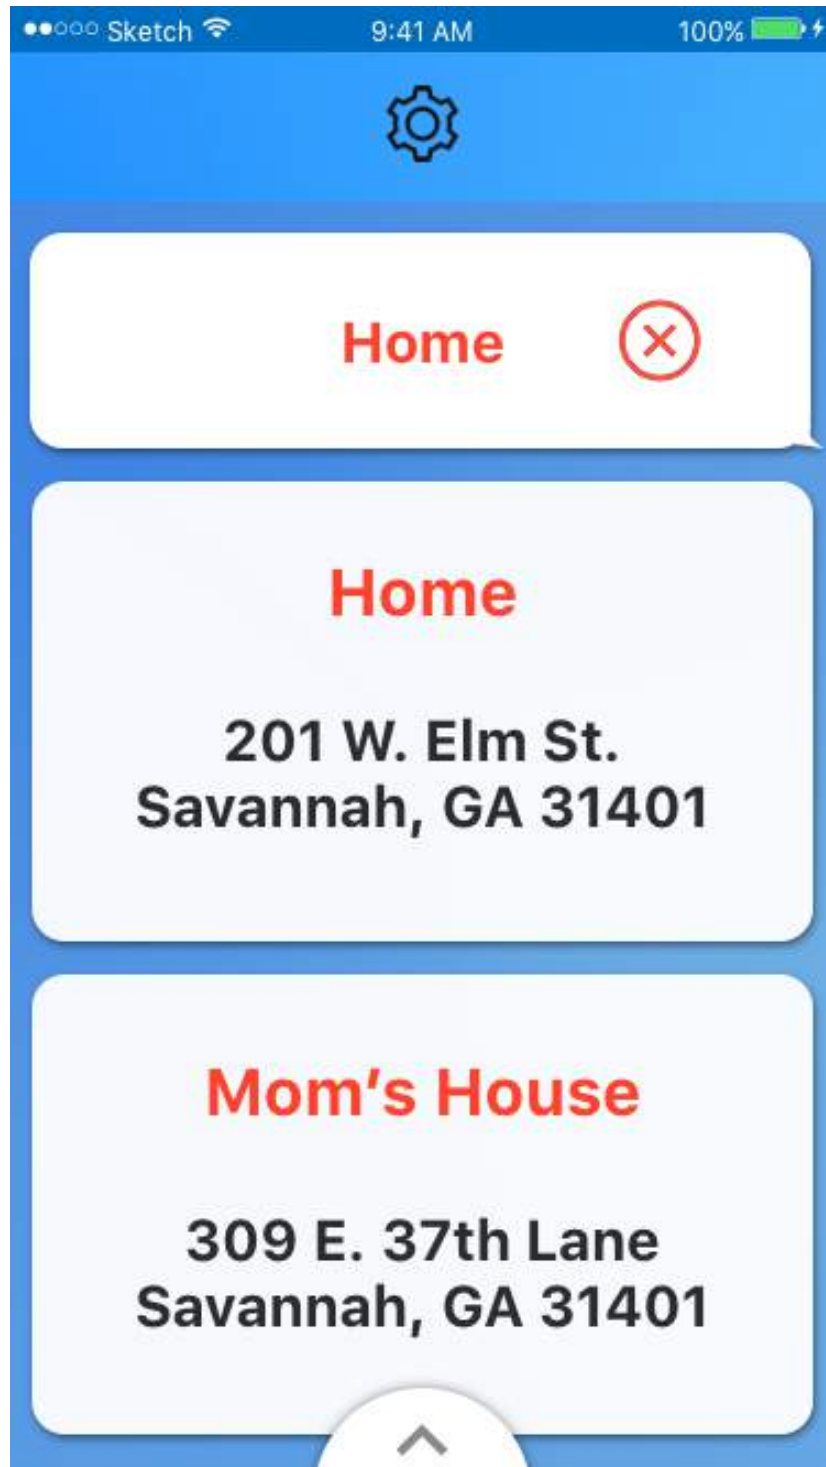 Sketch 9:41 AM 100%
Home
Home
201 W. Elm St.
Savannah, GA 31401
Mom’s House
309 E. 37th Lane
Savannah, GA 31401